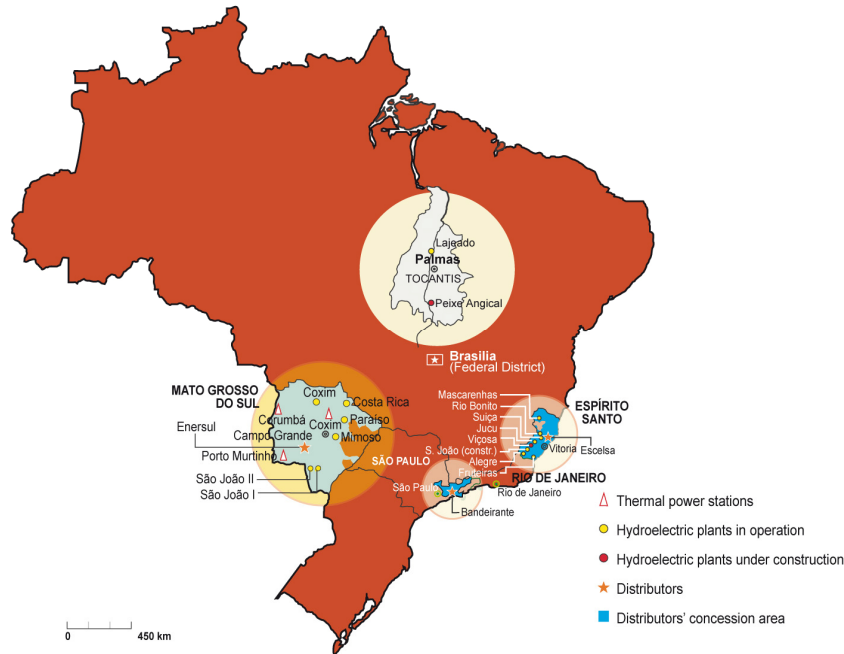 Lajeado
Palmas
TOCANTIS
Peixe Angical
Brasilia
(Federal District)
MATO GROSSO
DO SUL
Coxim
Costa Rica
Corumbá
Coxim
Paraíso
Enersul
Campo Grande
Mimoso
Porto Murtinho
São João II
São João I
SÃO PAULO
São Paulo
Bandeirante
Mascarenhas
Rio Bonito
Suiça
Jucu
Viçosa
S. João (constr.)
Alegre
Fruteiras
ESPÍRITO
SANTO
Vitoria
Escelsa
RIO DE JANEIRO
Rio de Janeiro
Thermal power stations
Hydroelectric plants in operation
Hydroelectric plants under construction
Distributors
Distributors' concession area
0 450 km